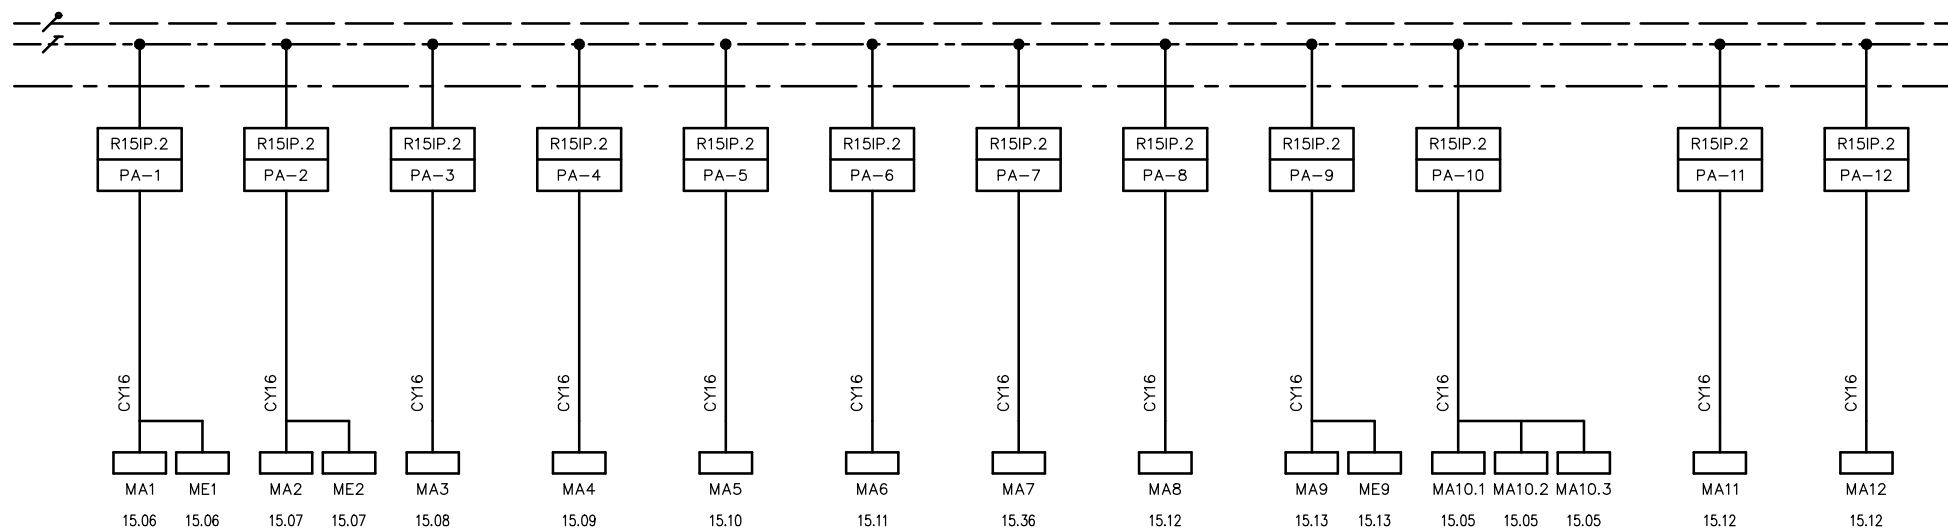 R15IP.2 R15IP.2 R15IP.2 R15IP.2 R15IP.2 R15IP.2 R15IP.2 R15IP.2 R15IP.2 R15IP.2 R15IP.2 R15IP.2
PA-1 PA-2 PA-3 PA-4 PA-5 PA-6 PA-7 PA-8 PA-9 PA-10 PA-11 PA-12
CY16 CY16 CY16 CY16 CY16 CY16 CY16 CY16 CY16 CY16 CY16 CY16
MA1 ME1 MA2 ME2 MA3 MA4 MA5 MA6 MA7 MA8 MA9 ME9 MA10.1 MA10.2 MA10.3 MA11 MA12
15.06 15.06 15.07 15.07 15.08 15.09 15.10 15.11 15.36 15.12 15.13 15.13 15.05 15.05 15.05 15.12 15.12